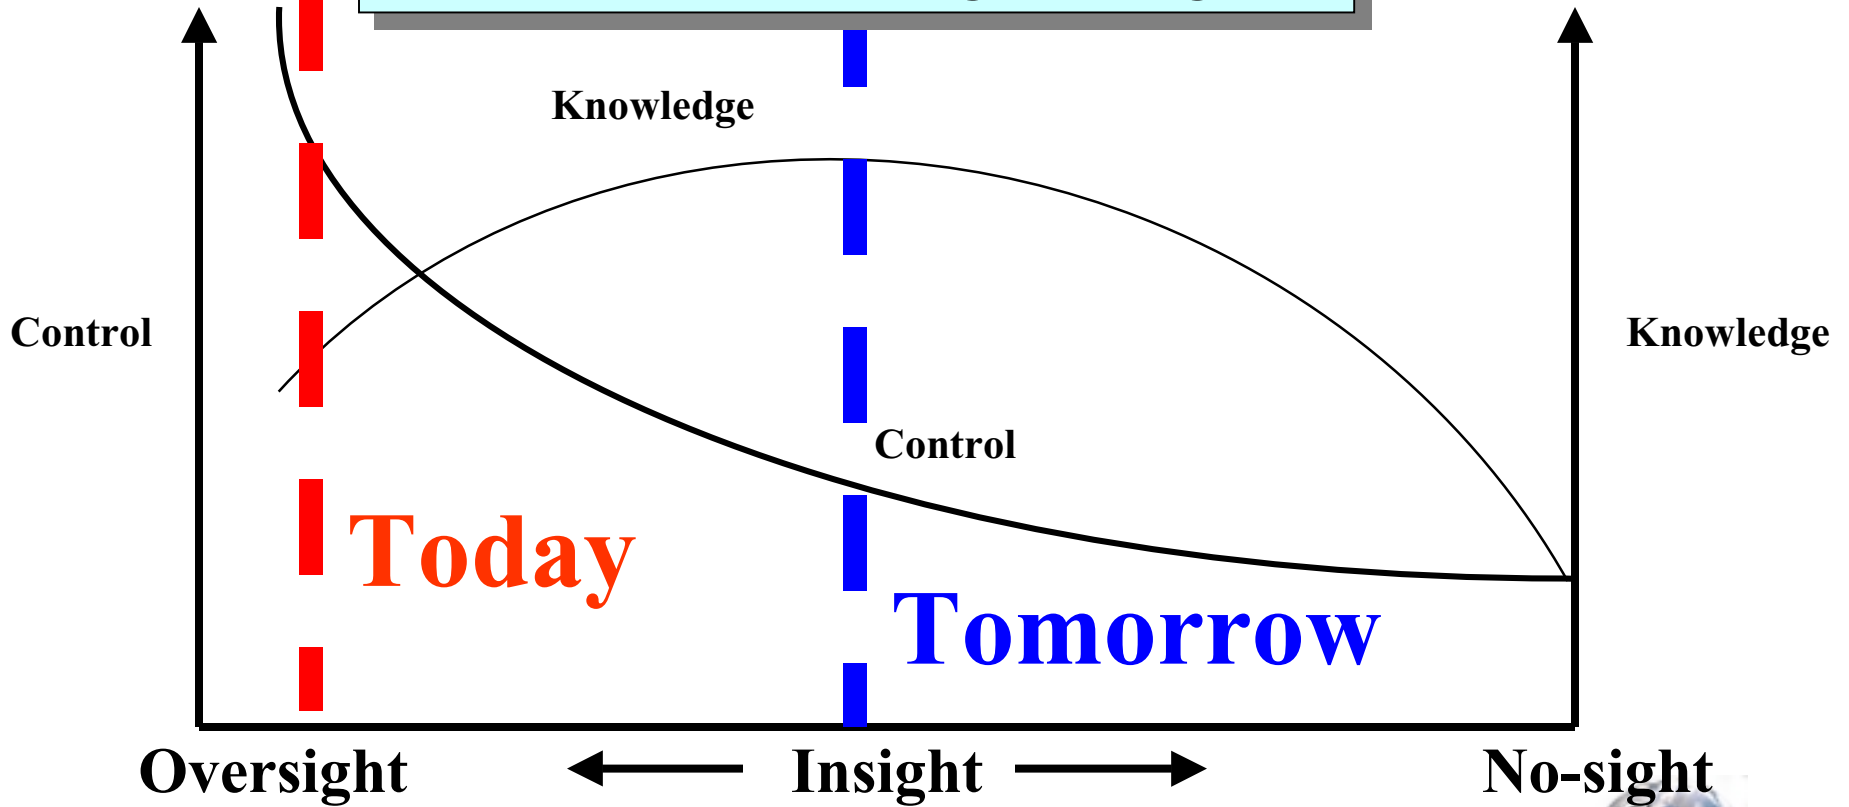 Knowledge
Control
Knowledge
Control
Today
Tomorrow
Oversight
Insight
No-sight